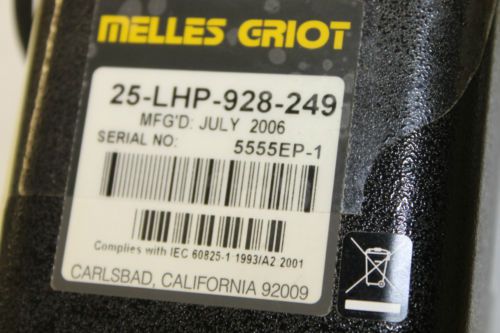 MELLES GRIOT
25-LHP-928-249
MFG'D: JULY 2006
SERIAL NO: 5555EP-1
Complies with IEC 60825-1 1993/A2 2001
CARLSBAD, CALIFORNIA 92009